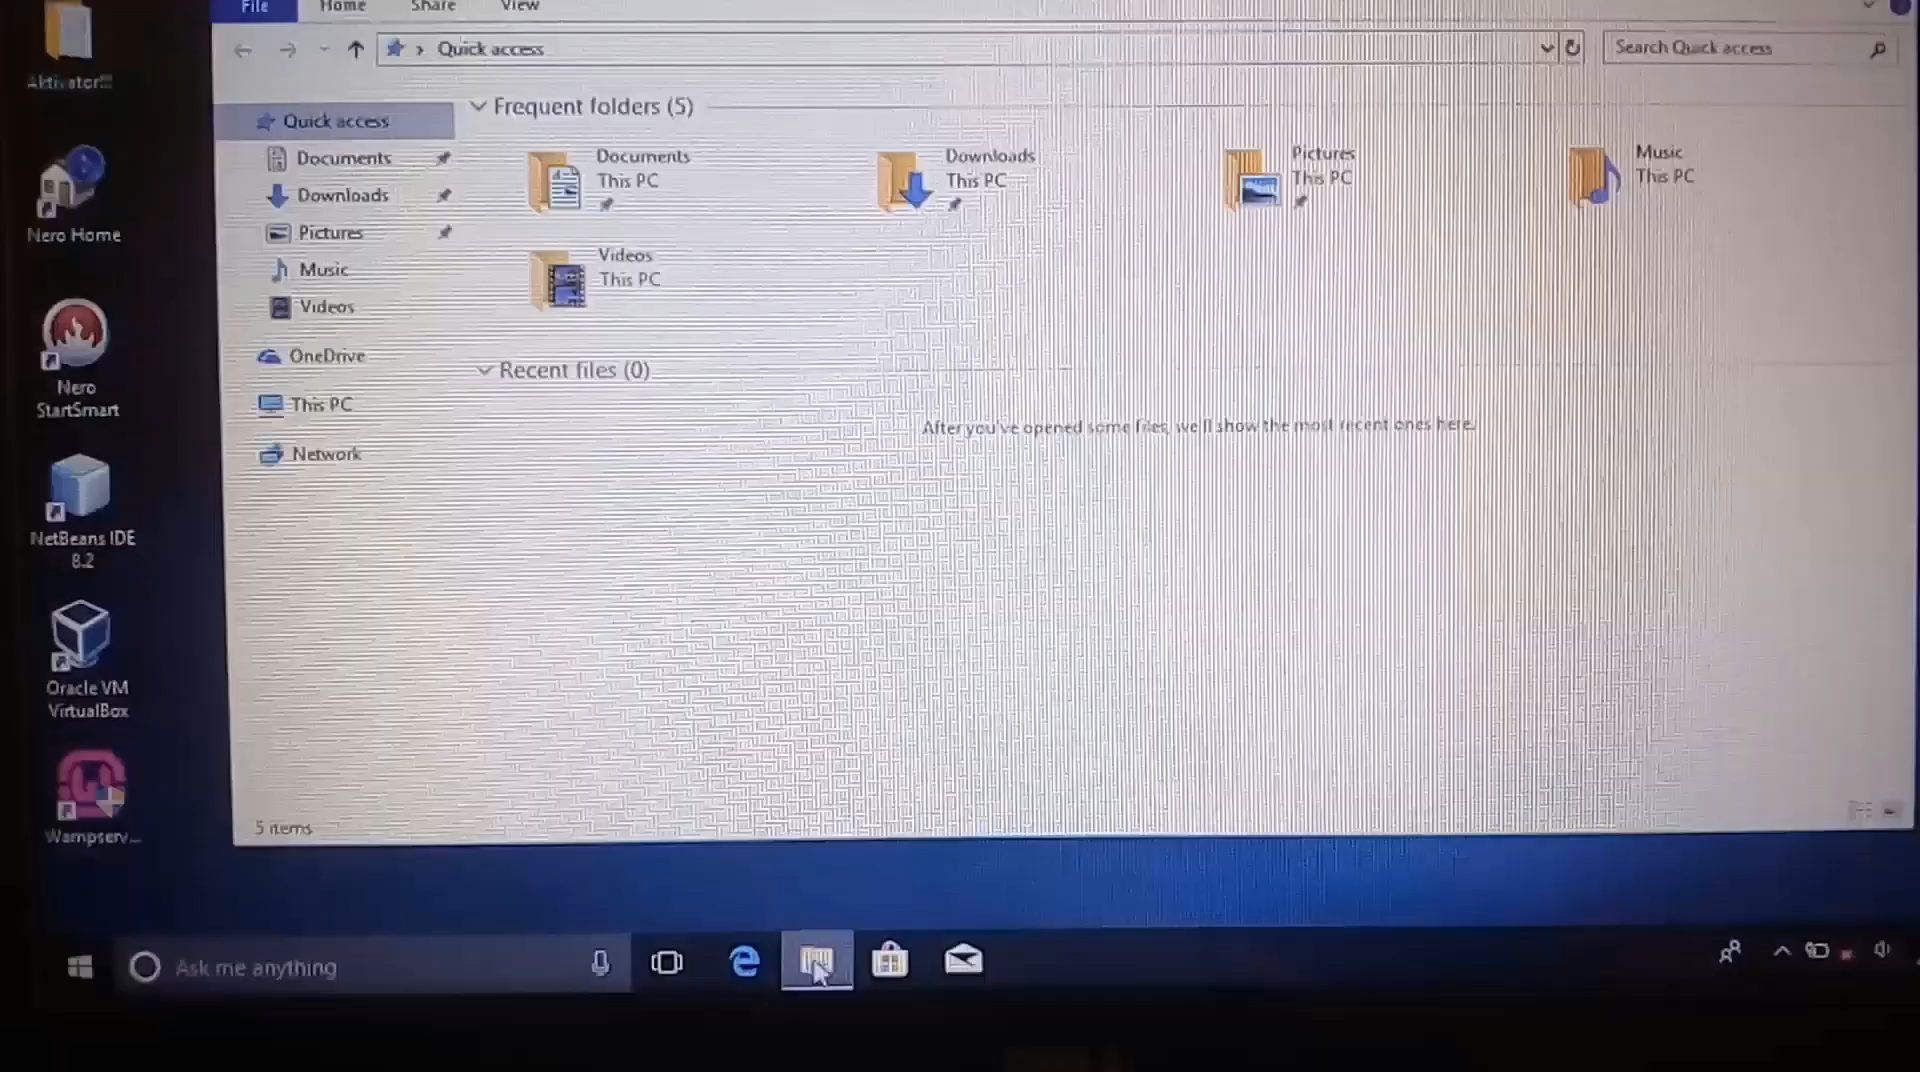 File Home Share View
Quick access
Search Quick access
Aktivator!!!
Nero Home
Nero
StartSmart
NetBeans IDE
8.2
Oracle VM
VirtualBox
Wampserv...
Quick access
Documents
Downloads
Pictures
Music
Videos
OneDrive
This PC
Network
Frequent folders (5)
Documents
This PC
Downloads
This PC
Pictures
This PC
Music
This PC
Videos
This PC
Recent files (0)
After you've opened some files, we'll show the most recent ones here.
5 items
Ask me anything